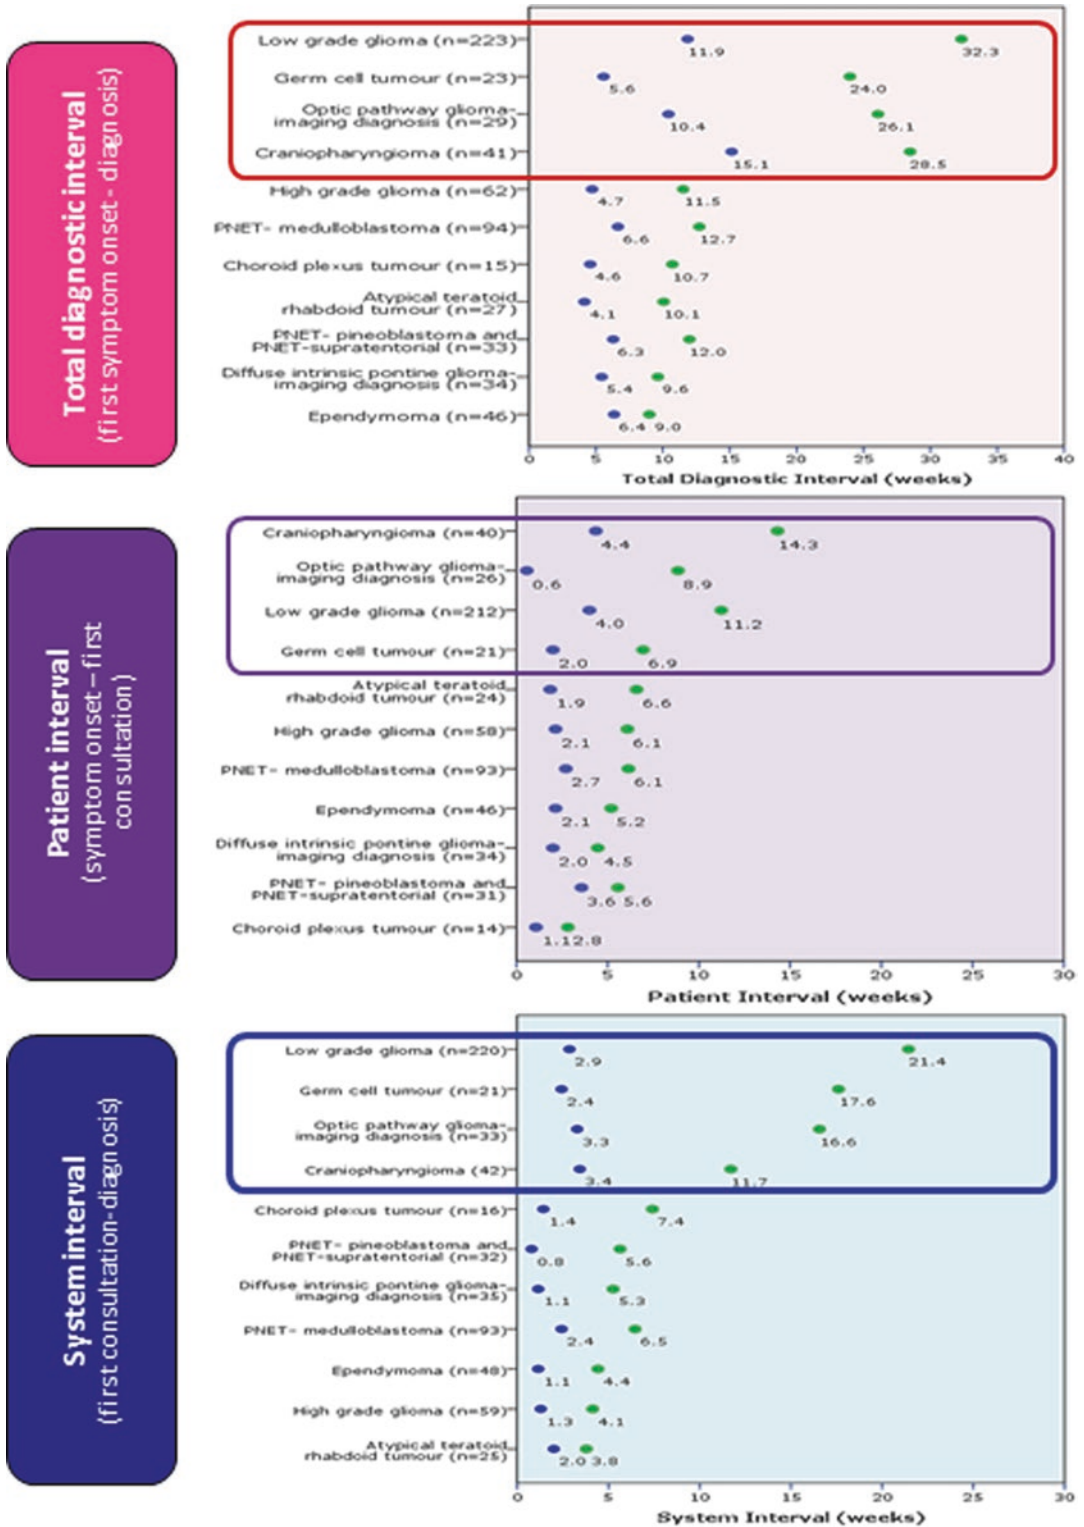 Total diagnostic interval
(first symptom onset - diagnosis)
Low grade glioma (n=223)
11.9
32.3
Germ cell tumour (n=23)
5.6
24.0
Optic pathway glioma-
imaging diagnosis (n=29)
10.4
26.1
Craniopharyngioma (n=41)
15.1
28.5
High grade glioma (n=62)
4.7
11.5
PNET- medulloblastoma (n=94)
6.6
12.7
Choroid plexus tumour (n=15)
4.6
10.7
Atypical teratoid
rhabdoid tumour (n=27)
4.1
10.1
PNET- pineoblastoma and
PNET-supratentorial (n=33)
6.3
12.0
Diffuse intrinsic pontine glioma-
imaging diagnosis (n=34)
5.4
9.6
Ependymoma (n=46)
6.4
9.0
0 5 10 15 20 25 30 35 40
Total Diagnostic Interval (weeks)
Patient interval
(symptom onset – first
consultation)
Craniopharyngioma (n=40)
4.4
14.3
Optic pathway glioma-
imaging diagnosis (n=26)
0.6
8.9
Low grade glioma (n=212)
4.0
11.2
Germ cell tumour (n=21)
2.0
6.9
Atypical teratoid
rhabdoid tumour (n=24)
1.9
6.6
High grade glioma (n=58)
2.1
6.1
PNET- medulloblastoma (n=93)
2.7
6.1
Ependymoma (n=46)
2.1
5.2
Diffuse intrinsic pontine glioma-
imaging diagnosis (n=34)
2.0
4.5
PNET- pineoblastoma and
PNET-supratentorial (n=31)
3.6
5.6
Choroid plexus tumour (n=14)
1.1
2.8
0 5 10 15 20 25 30
Patient Interval (weeks)
System interval
(first consultation-diagnosis)
Low grade glioma (n=220)
2.9
21.4
Germ cell tumour (n=21)
2.4
17.6
Optic pathway glioma-
imaging diagnosis (n=33)
3.3
16.6
Craniopharyngioma (42)
3.4
11.7
Choroid plexus tumour (n=16)
1.4
7.4
PNET- pineoblastoma and
PNET-supratentorial (n=32)
0.8
5.6
Diffuse intrinsic pontine glioma-
imaging diagnosis (n=35)
1.1
5.3
PNET- medulloblastoma (n=93)
2.4
6.5
Ependymoma (n=48)
1.1
4.4
High grade glioma (n=59)
1.3
4.1
Atypical teratoid
rhabdoid tumour (n=25)
2.0
3.8
0 5 10 15 20 25 30
System Interval (weeks)